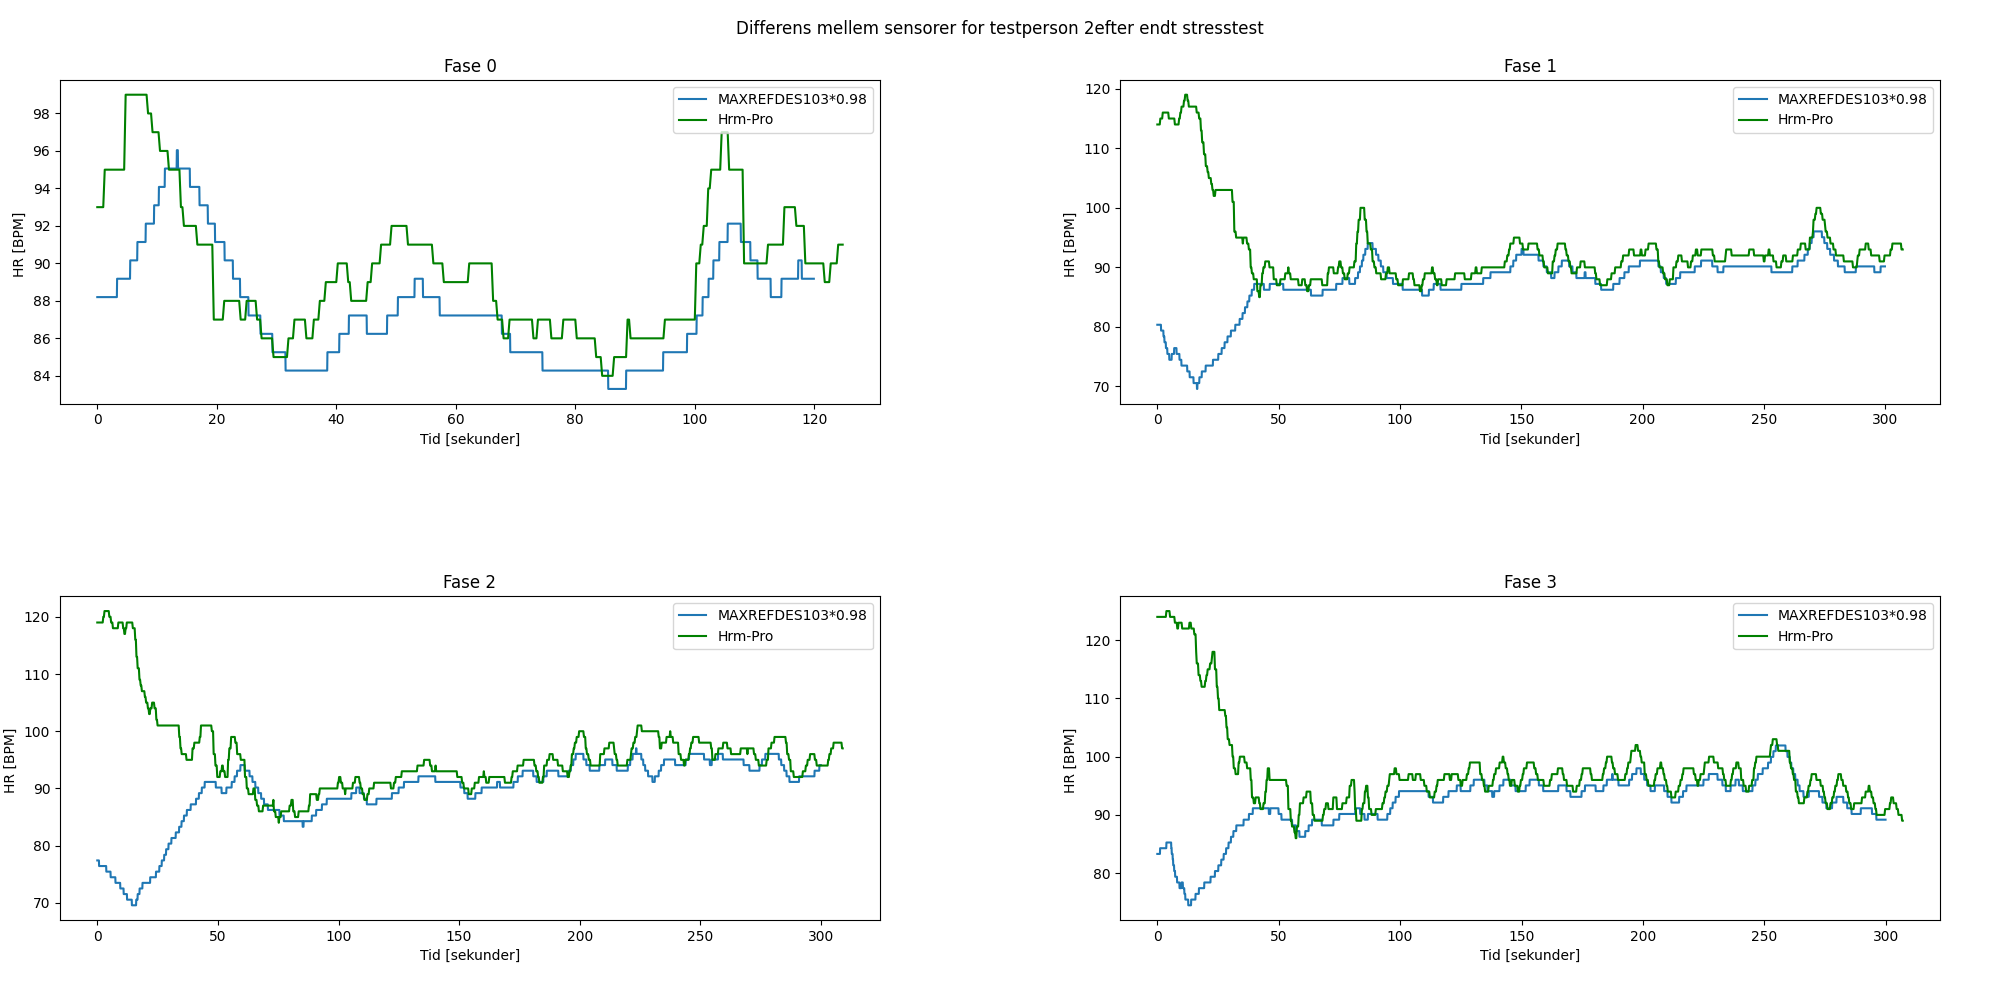 Differens mellem sensorer for testperson 2efter endt stresstest
Fase 0
HR [BPM]
98
96
94
92
90
88
86
84
MAXREFDES103*0.98
Hrm-Pro
0 20 40 60 80 100 120
Tid [sekunder]
Fase 1
HR [BPM]
120
110
100
90
80
70
MAXREFDES103*0.98
Hrm-Pro
0 50 100 150 200 250 300
Tid [sekunder]
Fase 2
HR [BPM]
120
110
100
90
80
70
MAXREFDES103*0.98
Hrm-Pro
0 50 100 150 200 250 300
Tid [sekunder]
Fase 3
HR [BPM]
120
110
100
90
80
MAXREFDES103*0.98
Hrm-Pro
0 50 100 150 200 250 300
Tid [sekunder]